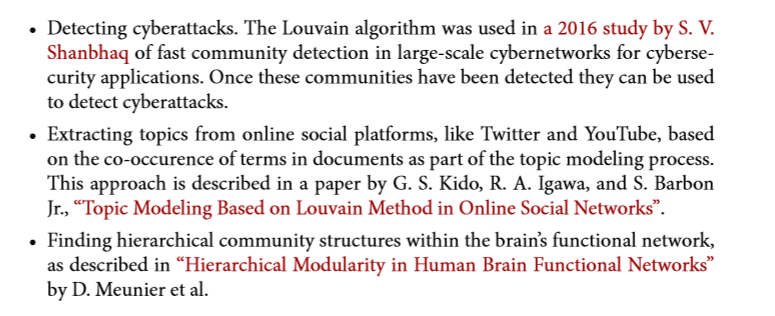 • Detecting cyberattacks. The Louvain algorithm was used in a 2016 study by S. V.
Shanbhaq of fast community detection in large-scale cybernetworks for cyberse-
curity applications. Once these communities have been detected they can be used
to detect cyberattacks.
• Extracting topics from online social platforms, like Twitter and YouTube, based
on the co-occurence of terms in documents as part of the topic modeling process.
This approach is described in a paper by G. S. Kido, R. A. Igawa, and S. Barbon
Jr., “Topic Modeling Based on Louvain Method in Online Social Networks”.
• Finding hierarchical community structures within the brain’s functional network,
as described in “Hierarchical Modularity in Human Brain Functional Networks”
by D. Meunier et al.